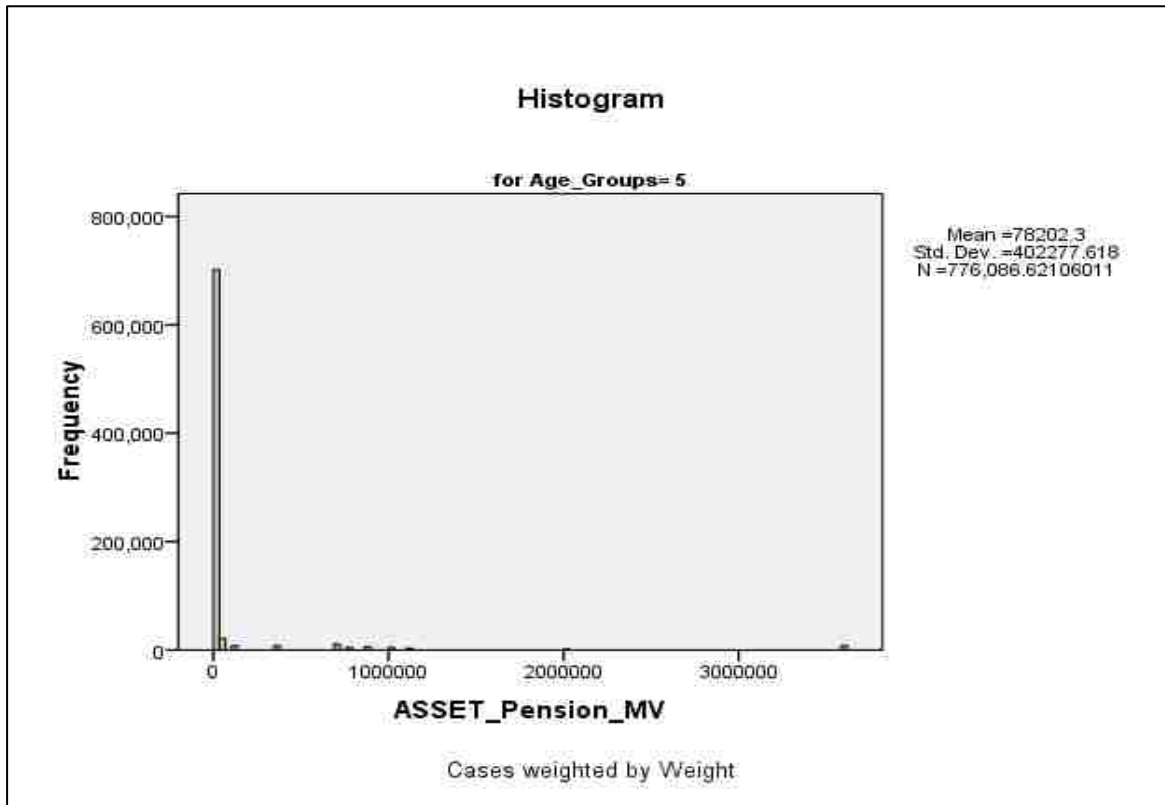 Histogram
for Age_Groups= 5
800,000
600,000
400,000
200,000
0
Frequency
0
1000000
2000000
3000000
ASSET_Pension_MV
Cases weighted by Weight
Mean =78202.3
Std. Dev. =402277.618
N =776,086.62106011